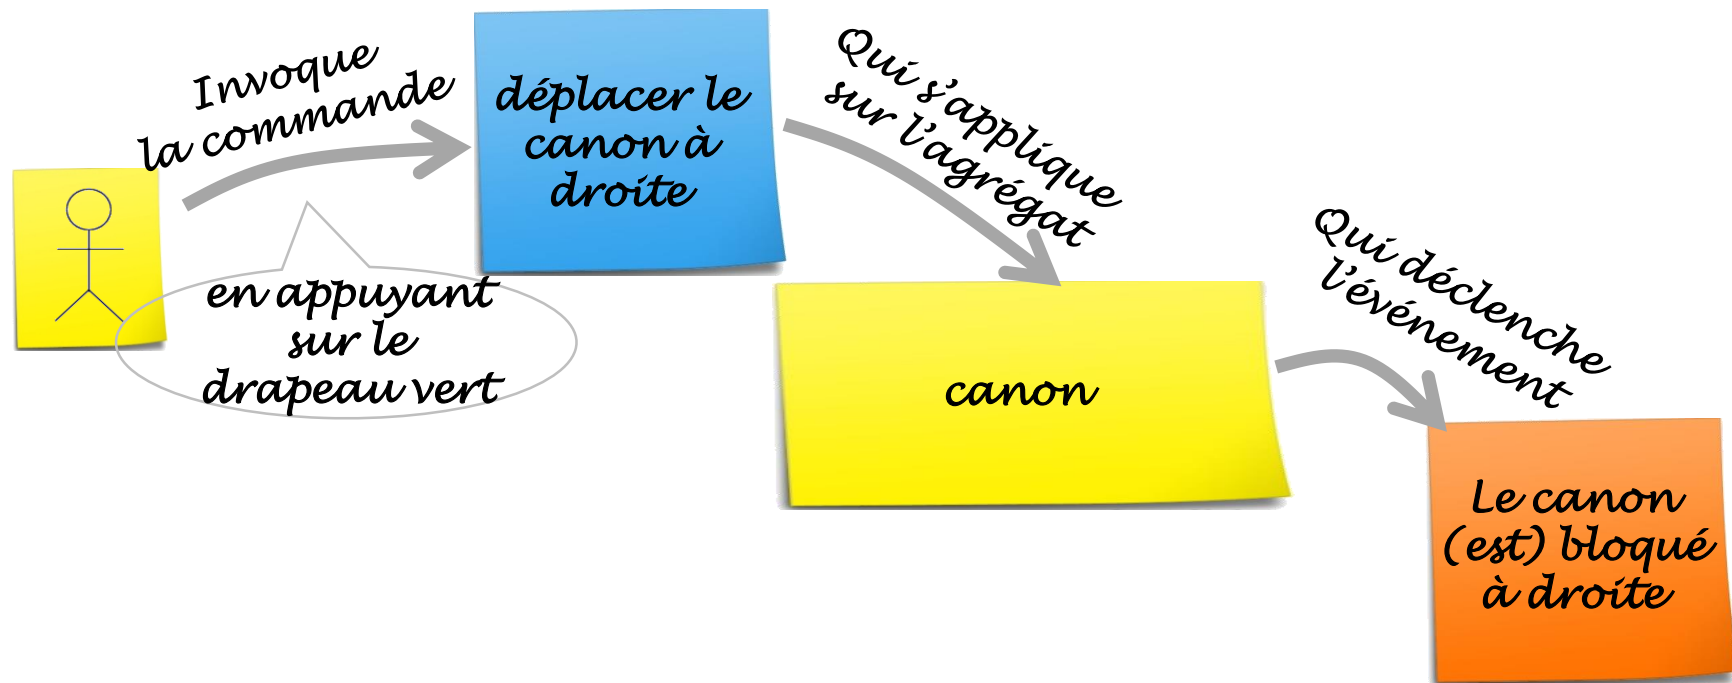 Invoque
la commande
déplacer le
canon à
droite
Qui s'applique
sur l'agrégat
en appuyant
sur le
drapeau vert
canon
Qui déclenche
l'événement
Le canon
(est) bloqué
à droite